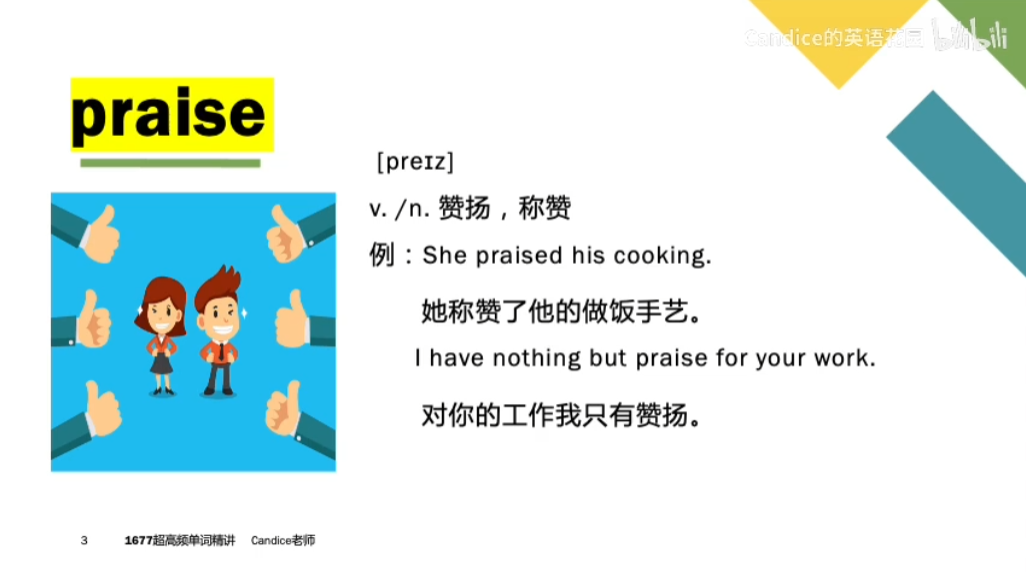 Candice的英语花园 bilibili
praise
[preɪz]
v. /n. 赞扬，称赞
例：She praised his cooking.
她称赞了他的做饭手艺。
I have nothing but praise for your work.
对你的工作我只有赞扬。
3 1677超高频单词精讲 Candice老师